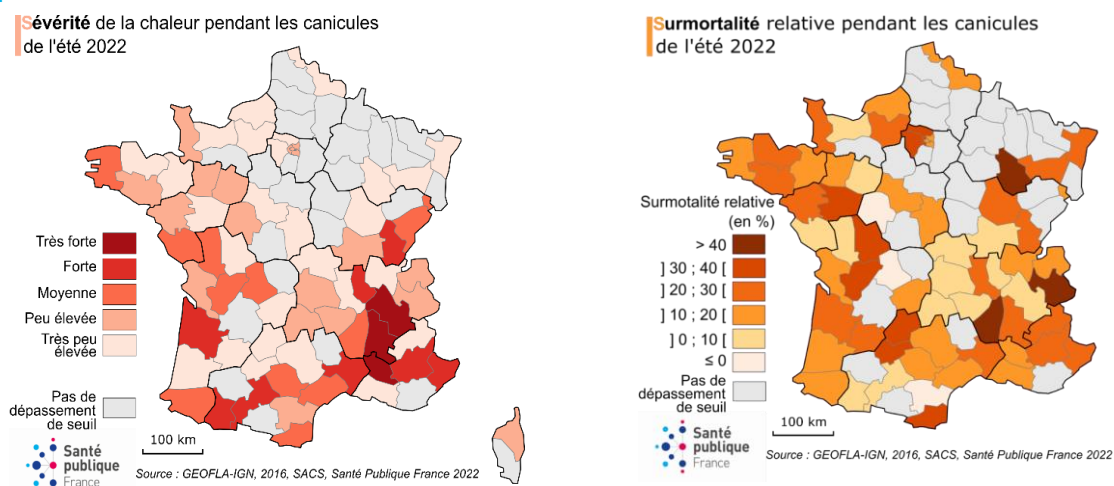 Sévérité de la chaleur pendant les canicules
de l'été 2022
Très forte
Forte
Moyenne
Peu élevée
Très peu
élevée
Pas de
dépassement
de seuil
100 km
Santé
publique
France
Source : GEOFLA-IGN, 2016, SACS, Santé Publique France 2022
Surmortalité relative pendant les canicules
de l'été 2022
Surmortalité relative
(en %)
> 40
] 30 ; 40 [
] 20 ; 30 [
] 10 ; 20 [
] 0 ; 10 [
≤ 0
Pas de
dépassement
de seuil
100 km
Santé
publique
France
Source : GEOFLA-IGN, 2016, SACS, Santé Publique France 2022